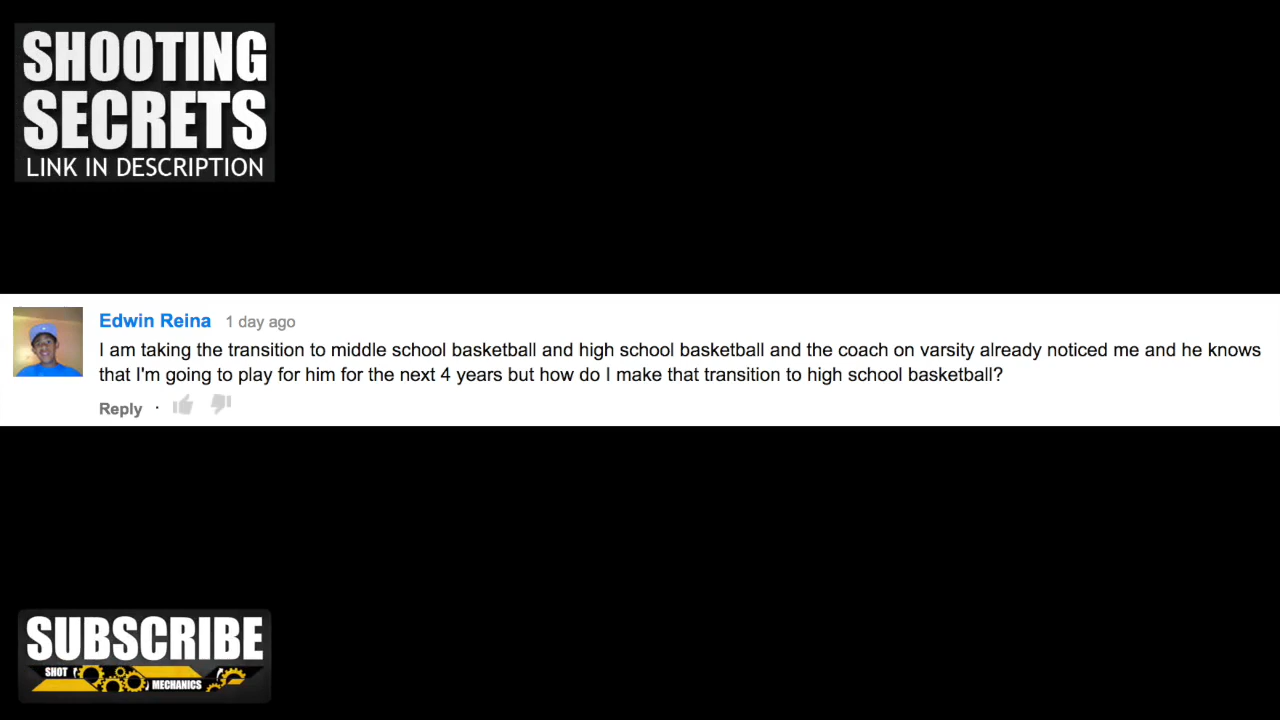 SHOOTING
SECRETS
LINK IN DESCRIPTION
Edwin Reina 1 day ago
I am taking the transition to middle school basketball and high school basketball and the coach on varsity already noticed me and he knows
that I'm going to play for him for the next 4 years but how do I make that transition to high school basketball?
Reply ·
SUBSCRIBE
SHOT MECHANICS